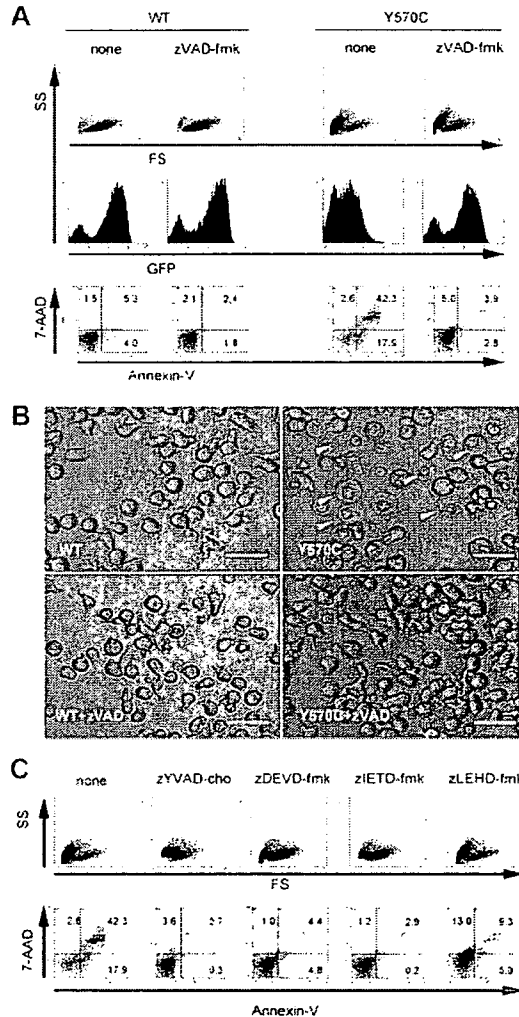 A
WT Y570C
none zVAD-fmk none zVAD-fmk
SS
FS
GFP
7-AAD
1.5 5.3 2.1 2.4 2.6 42.3 5.0 3.9
4.0 1.8 17.9 2.8
Annexin-V
B
WT Y570C
WT+zVAD Y570C+zVAD
C
none zYVAD-cho zDEVD-fmk zIETD-fmk zLEHD-fmk
SS
FS
7-AAD
2.6 42.3 3.6 2.7 1.0 4.4 1.2 2.9 13.0 9.3
17.9 0.3 4.8 0.2 5.0
Annexin-V